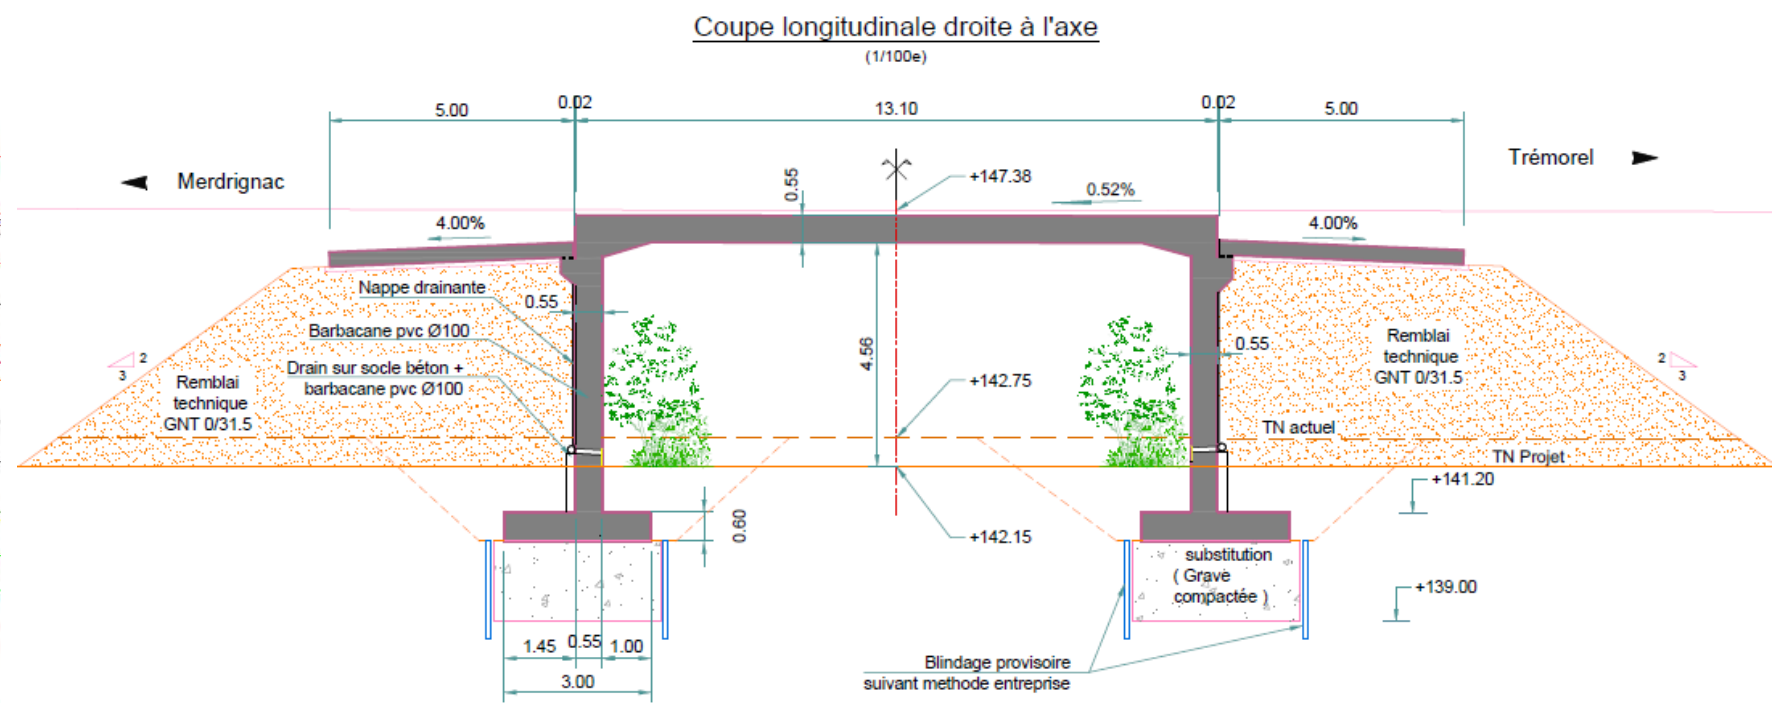 Coupe longitudinale droite à l'axe
(1/100e)
5.00
0.02
13.10
0.02
5.00
Merdrignac
Trémorel
0.55
+147.38
0.52%
4.00%
4.00%
Nappe drainante
0.55
Barbacane pvc Ø100
Drain sur socle béton +
barbacane pvc Ø100
4.56
0.55
+142.75
2
3
2
3
Remblai
technique
GNT 0/31.5
Remblai
technique
GNT 0/31.5
TN actuel
TN Projet
+141.20
0.60
+142.15
substitution
( Grave
compactée )
+139.00
1.45
0.55
1.00
3.00
Blindage provisoire
suivant methode entreprise